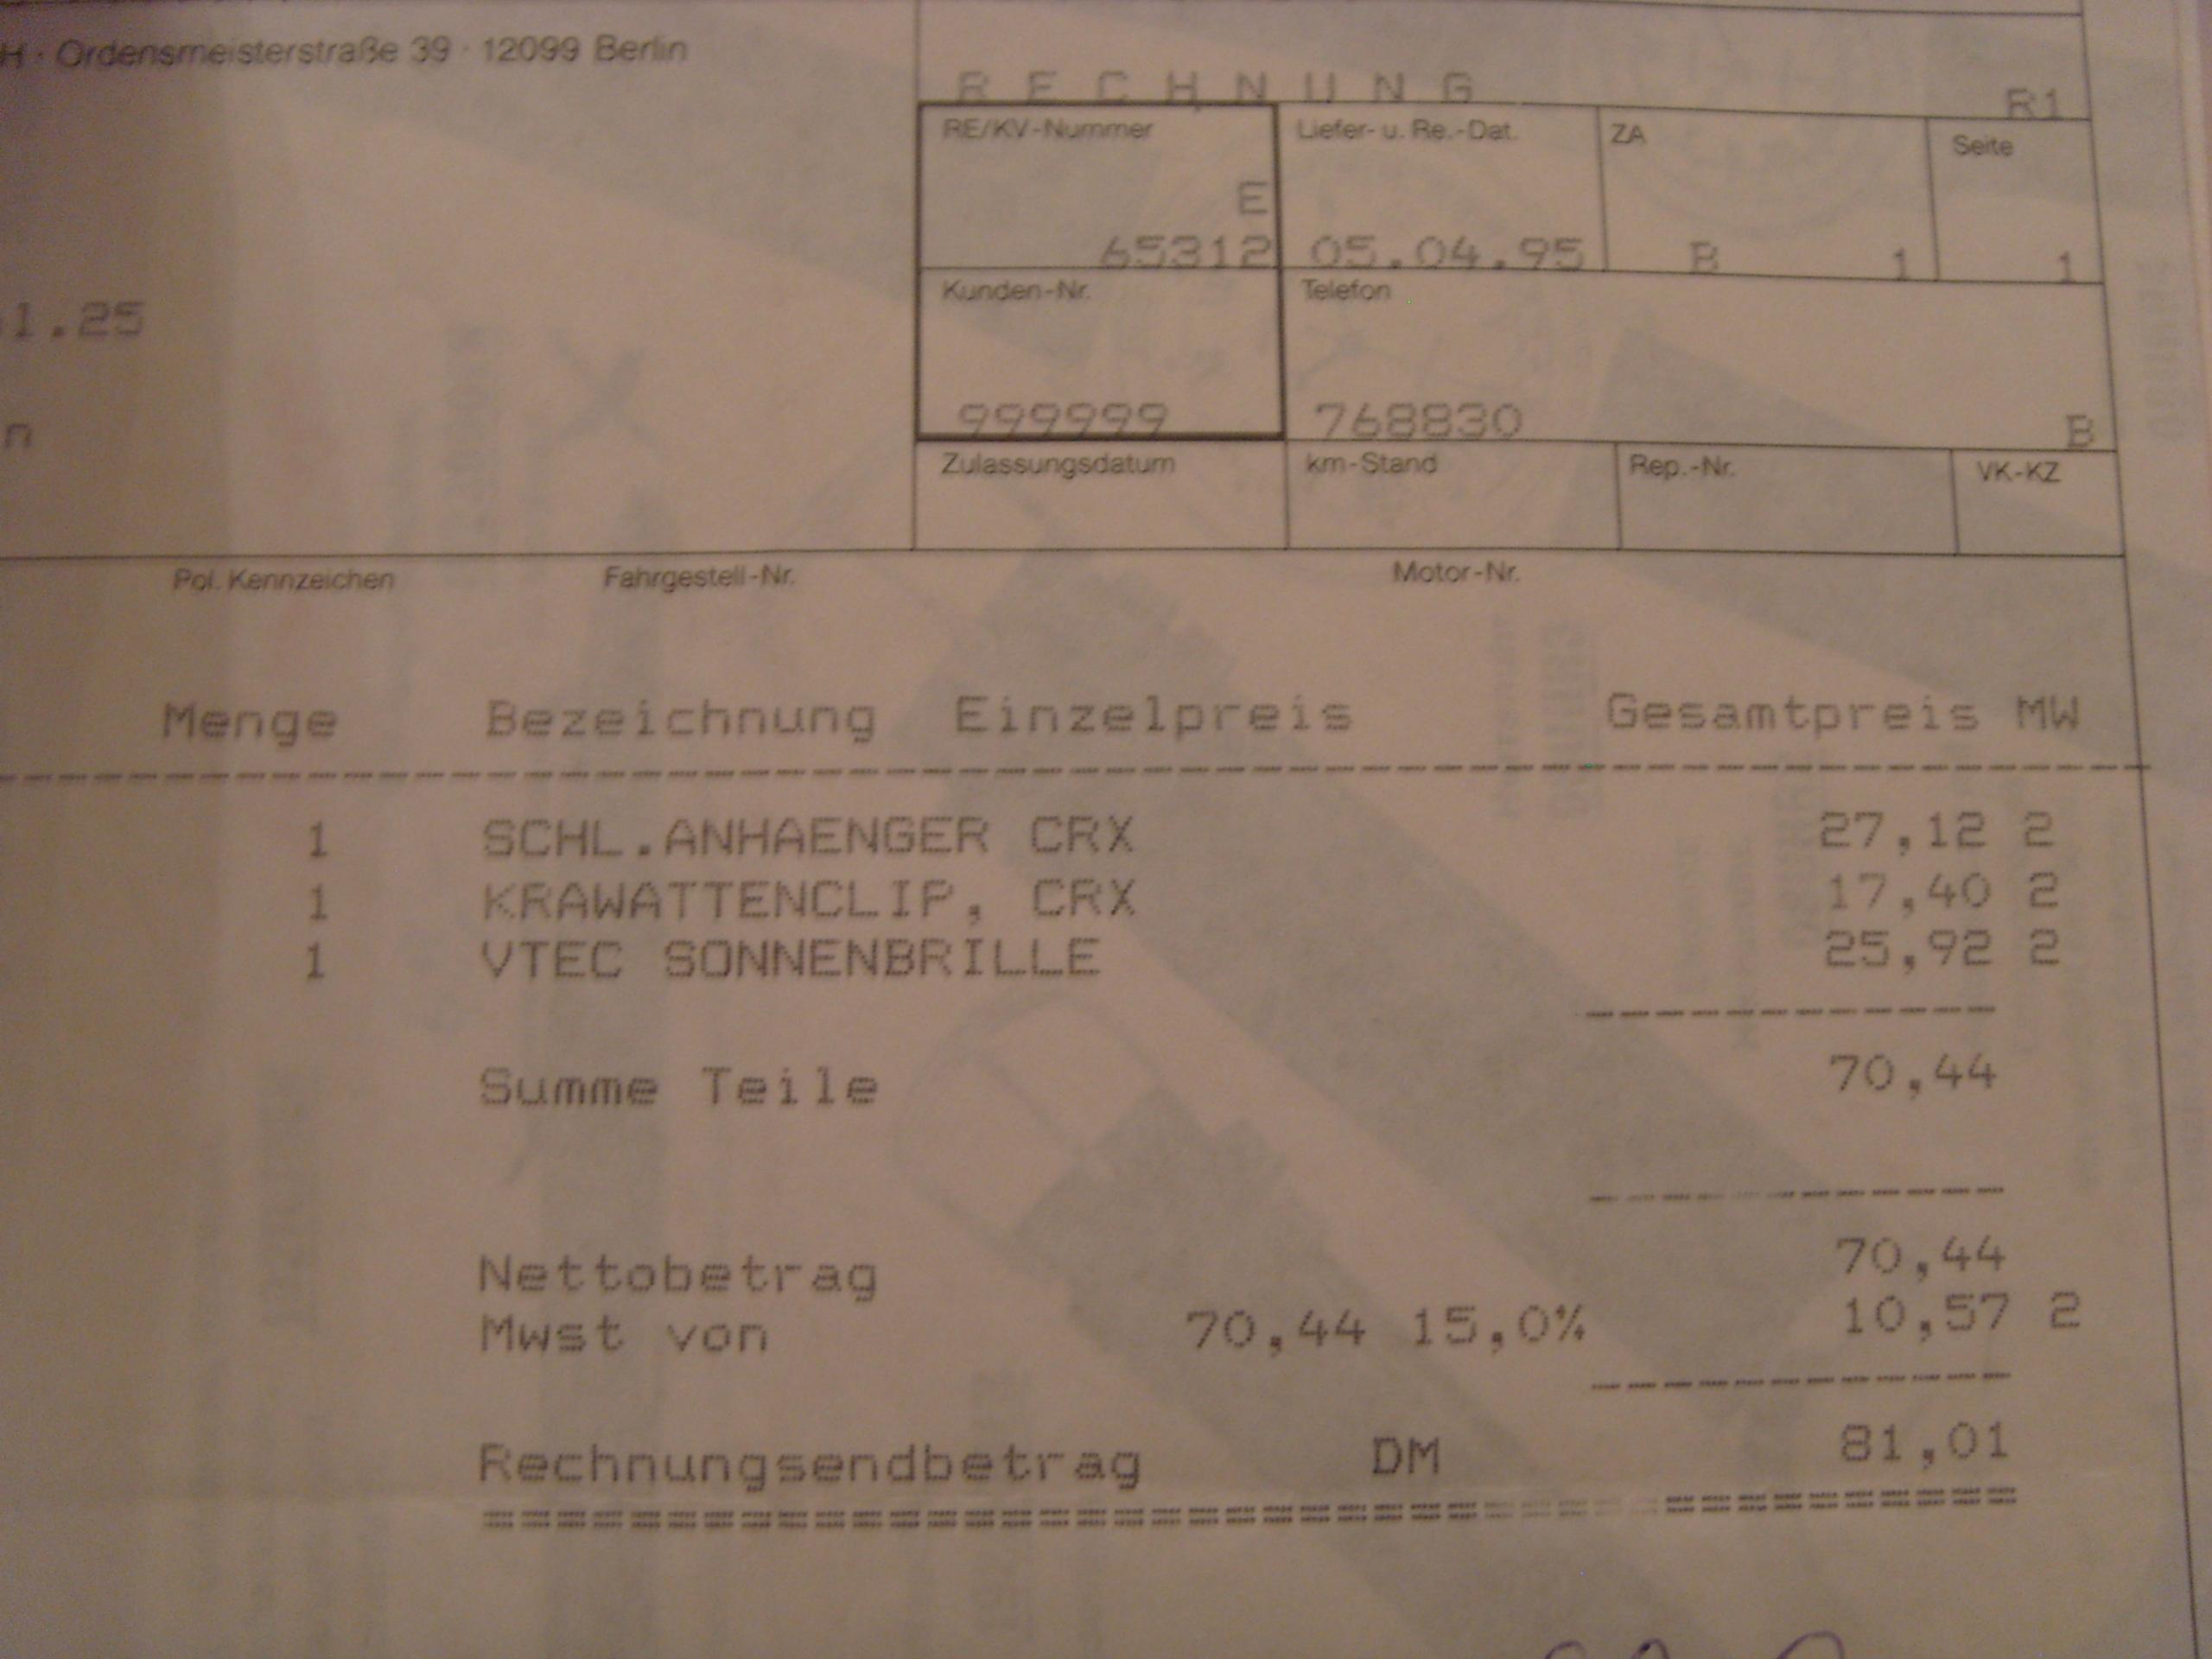 H · Ordensmeisterstraße 39 · 12099 Berlin
RECHNUNG R1
RE/KV-Nummer Liefer- u. Re.-Dat. ZA Seite
E
65312 05.04.95 B 1 1
Kunden-Nr. Telefon
1.25
999999 768830 B
n
Zulassungsdatum km-Stand Rep.-Nr. VK-KZ
Pol. Kennzeichen Fahrgestell-Nr. Motor-Nr.
Menge Bezeichnung Einzelpreis Gesamtpreis MW
1 SCHL.ANHAENGER CRX 27,12 2
1 KRAWATTENCLIP, CRX 17,40 2
1 VTEC SONNENBRILLE 25,92 2
Summe Teile 70,44
Nettobetrag 70,44
Mwst von 70,44 15,0% 10,57 2
Rechnungsendbetrag DM 81,01